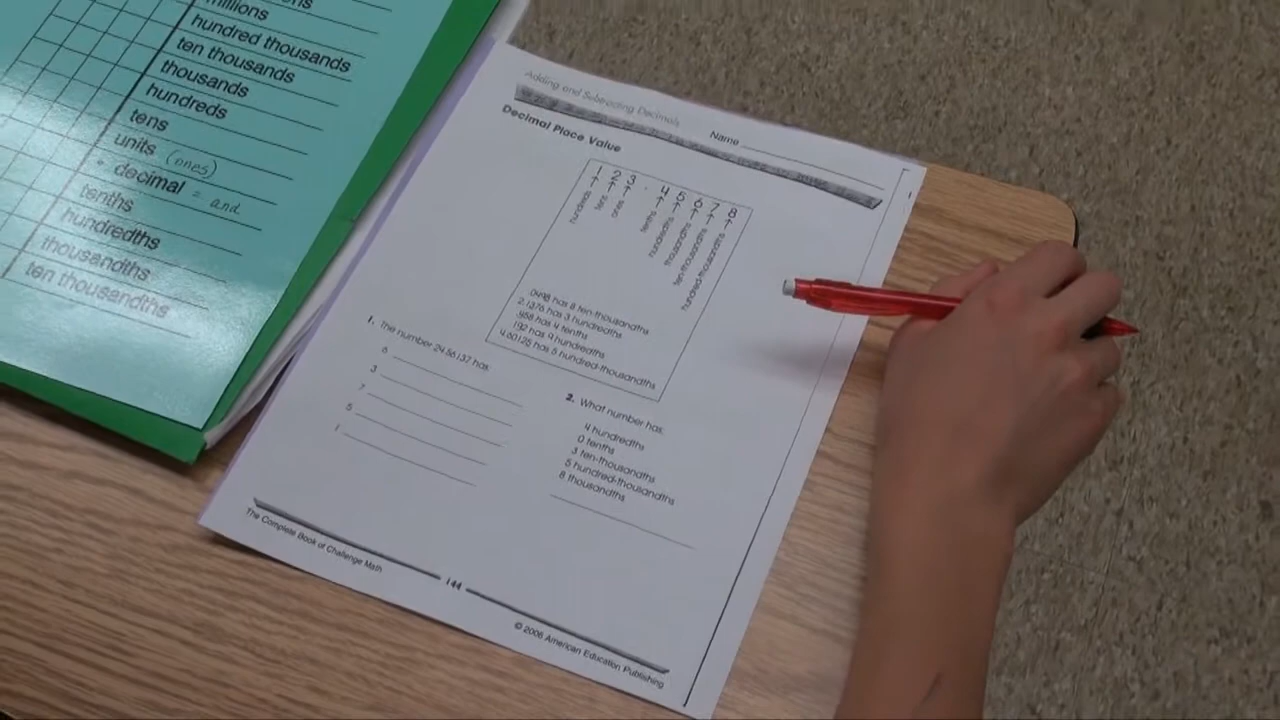 millions
hundred thousands
ten thousands
thousands
hundreds
tens
units (ones)
• decimal = and
tenths
hundredths
thousandths
ten thousandths
Adding and Subtracting Decimals
Name
Decimal Place Value
1 2 3 . 4 5 6 7 8
hundreds
tens
ones
tenths
hundredths
thousandths
ten-thousandths
hundred-thousandths
.0498 has 8 ten-thousandths
2.1376 has 3 hundredths
.958 has 9 tenths
.192 has 9 hundredths
4.60125 has 5 hundred-thousandths
1. The number 24.56137 has:
6
3
7
5
1
2. What number has:
4 hundredths
0 tenths
3 ten-thousandths
5 hundred-thousandths
8 thousandths
The Complete Book of Challenge Math
144
© 2006 American Education Publishing